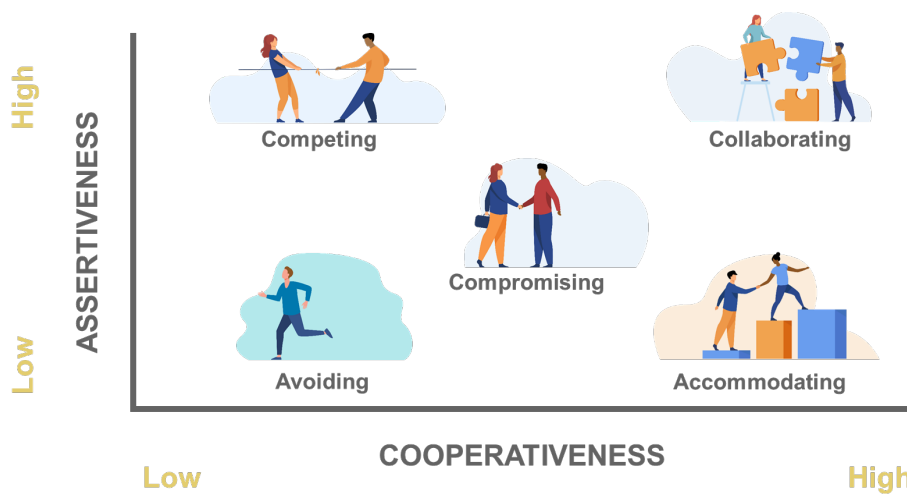 High
ASSERTIVENESS
Low
Competing
Collaborating
Compromising
Avoiding
Accommodating
COOPERATIVENESS
Low
High